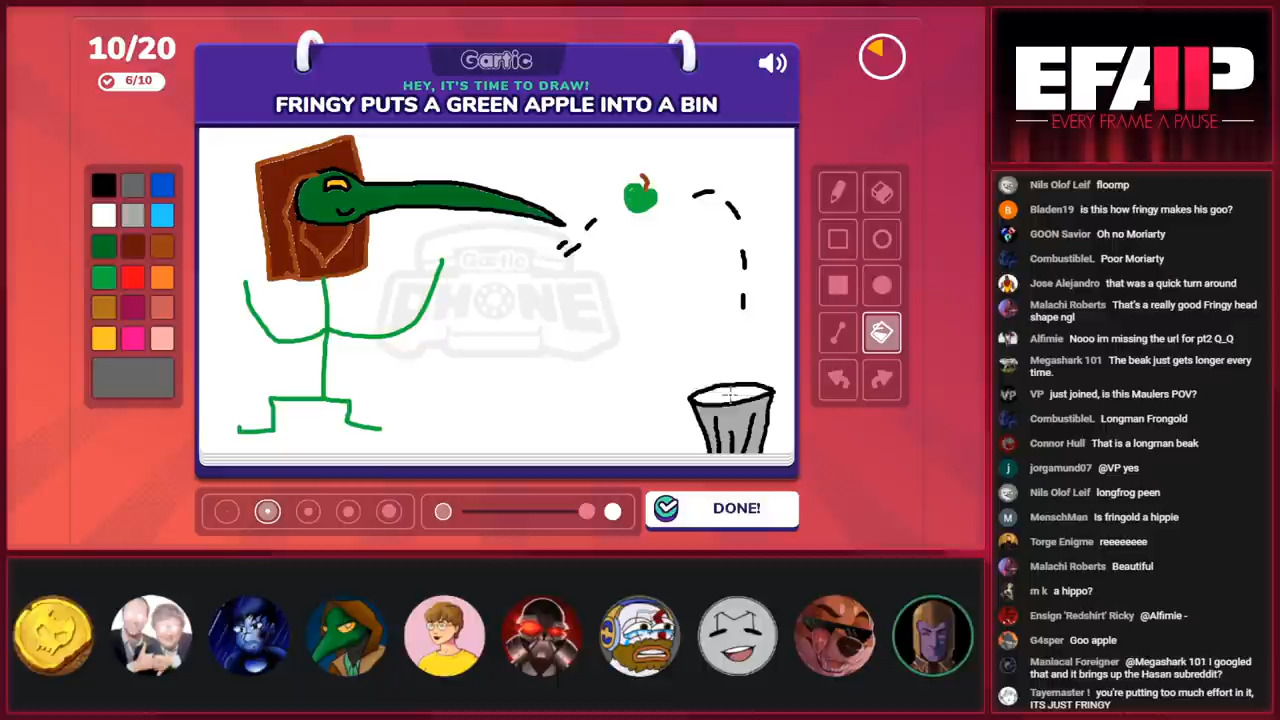 10/20
6/10
Gartic
HEY, IT'S TIME TO DRAW!
FRINGY PUTS A GREEN APPLE INTO A BIN
Gartic
PHONE
DONE!
EFAP
EVERY FRAME A PAUSE
Nils Olof Leif floomp
Bladen19 is this how fringy makes his goo?
GOON Savior Oh no Moriarty
CombustibleL Poor Moriarty
Jose Alejandro that was a quick turn around
Malachi Roberts That's a really good Fringy head
shape ngl
Alfimie Nooo im missing the url for pt2 Q_Q
Megashark 101 The beak just gets longer every
time.
VP just joined, is this Maulers POV?
CombustibleL Longman Frongold
Connor Hull That is a longman beak
jorgamund07 @VP yes
Nils Olof Leif longfrog peen
MenschMan Is fringold a hippie
Torge Enigme reeeeeeee
Malachi Roberts Beautiful
m k a hippo?
Ensign 'Redshirt' Ricky @Alfimie -
G4sper Goo apple
Maniacal Foreigner @Megashark 101 I googled
that and it brings up the Hasan subreddit?
Tayemaster ! you're putting too much effort in it,
ITS JUST FRINGY